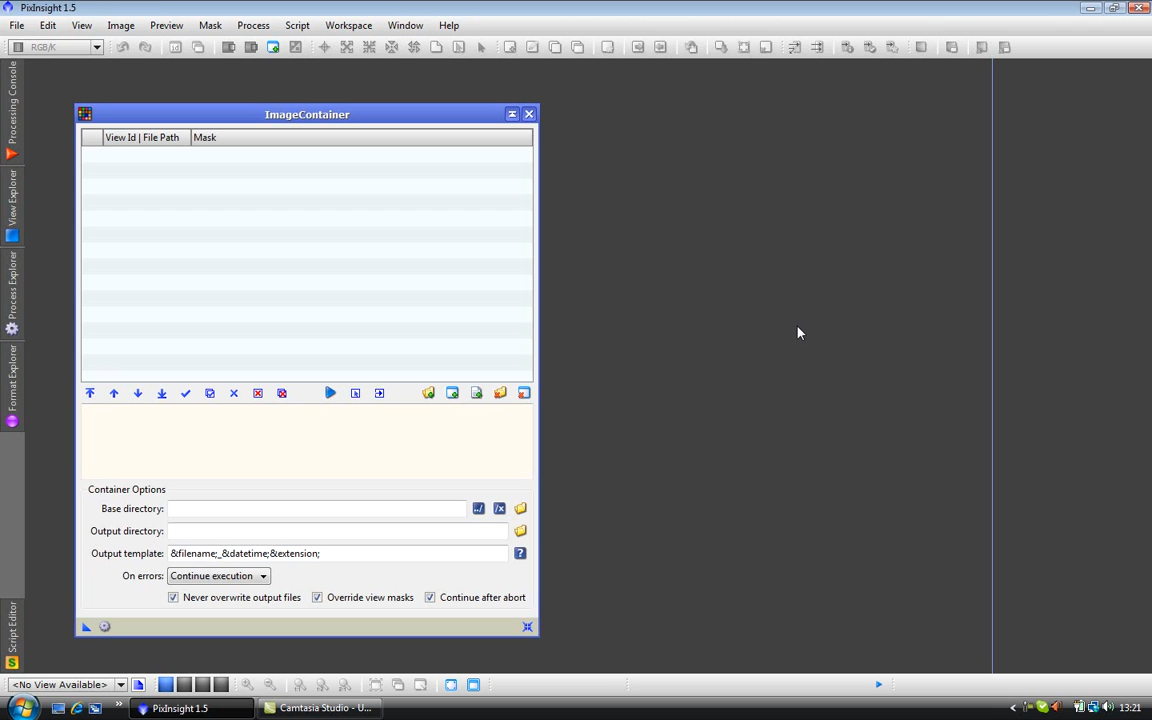 PixInsight 1.5
File Edit View Image Preview Mask Process Script Workspace Window Help
RGB/K
Processing Console
View Explorer
Process Explorer
Format Explorer
Script Editor
ImageContainer
View Id | File Path Mask
Container Options
Base directory:
Output directory:
Output template: &filename;_&datetime;&extension;
On errors: Continue execution
Never overwrite output files Override view masks Continue after abort
<No View Available>
PixInsight 1.5 Camtasia Studio - U... 13:21